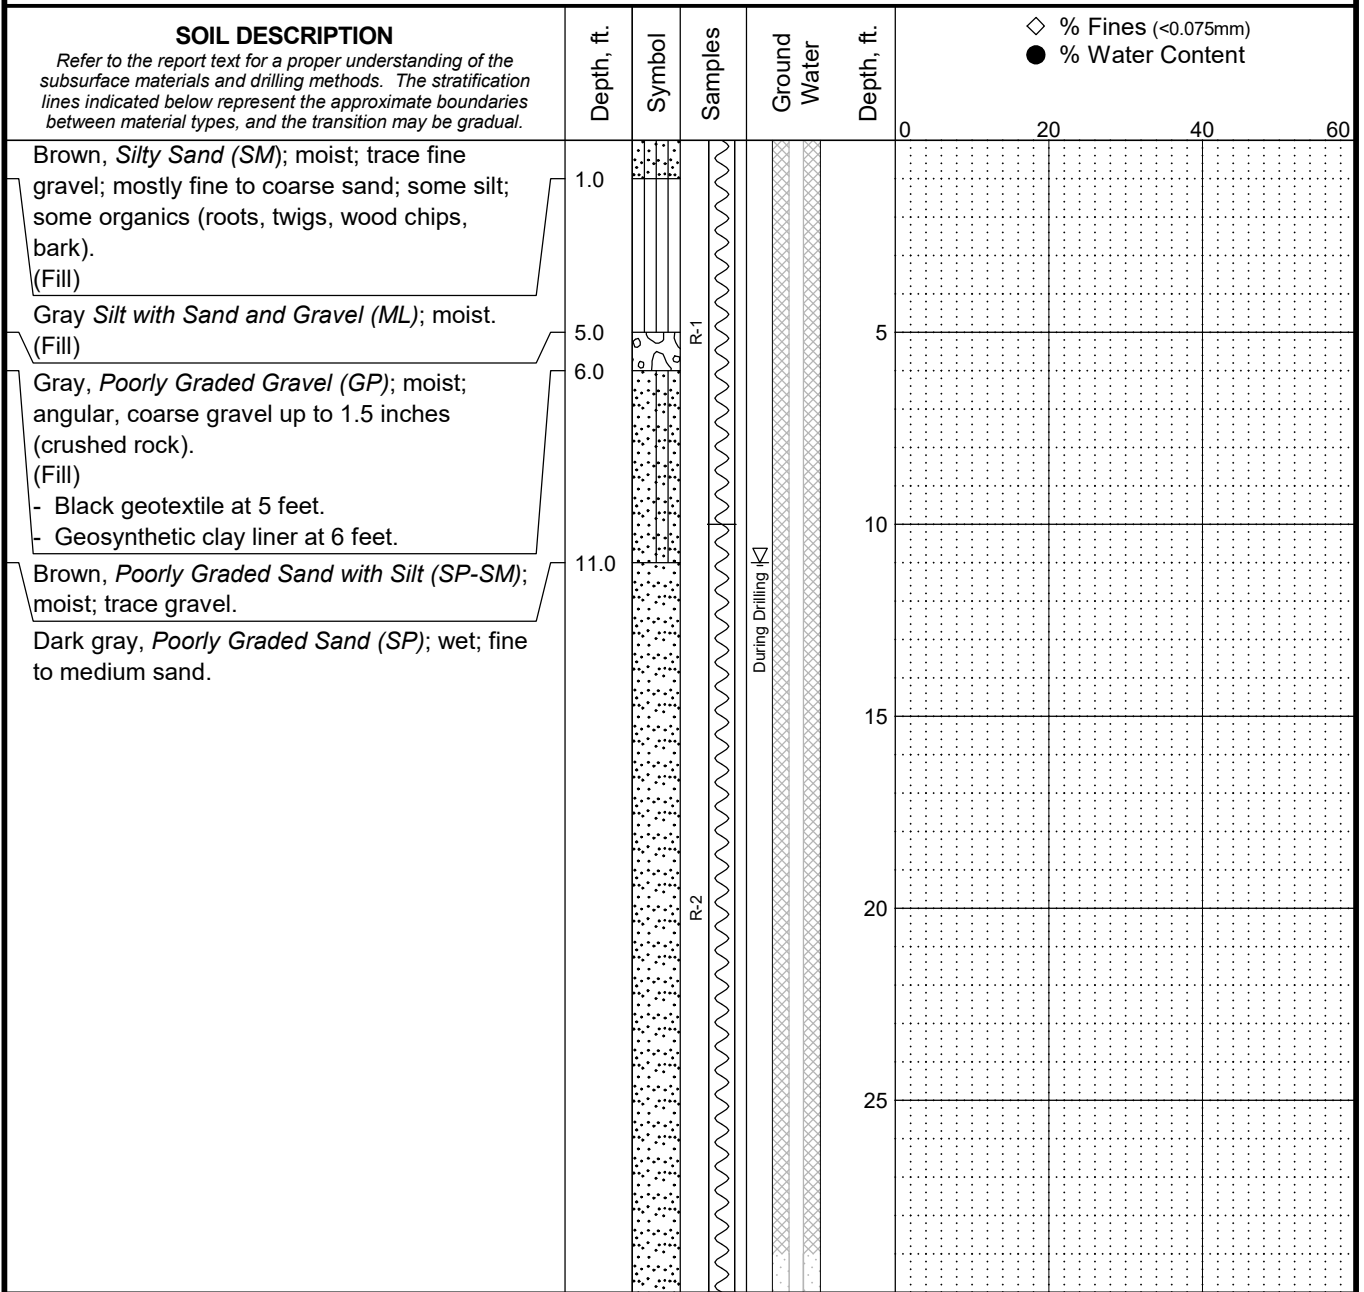 SOIL DESCRIPTION
Refer to the report text for a proper understanding of the
subsurface materials and drilling methods. The stratification
lines indicated below represent the approximate boundaries
between material types, and the transition may be gradual.
Depth, ft.
Symbol
Samples
Ground
Water
Depth, ft.
◇ % Fines (<0.075mm)
● % Water Content
0 20 40 60
Brown, Silty Sand (SM); moist; trace fine
gravel; mostly fine to coarse sand; some silt;
some organics (roots, twigs, wood chips,
bark).
(Fill)
1.0
Gray Silt with Sand and Gravel (ML); moist.
(Fill)
5.0
Gray, Poorly Graded Gravel (GP); moist;
angular, coarse gravel up to 1.5 inches
(crushed rock).
(Fill)
- Black geotextile at 5 feet.
- Geosynthetic clay liner at 6 feet.
6.0
Brown, Poorly Graded Sand with Silt (SP-SM);
moist; trace gravel.
11.0
Dark gray, Poorly Graded Sand (SP); wet; fine
to medium sand.
R-1
R-2
During Drilling
5
10
15
20
25